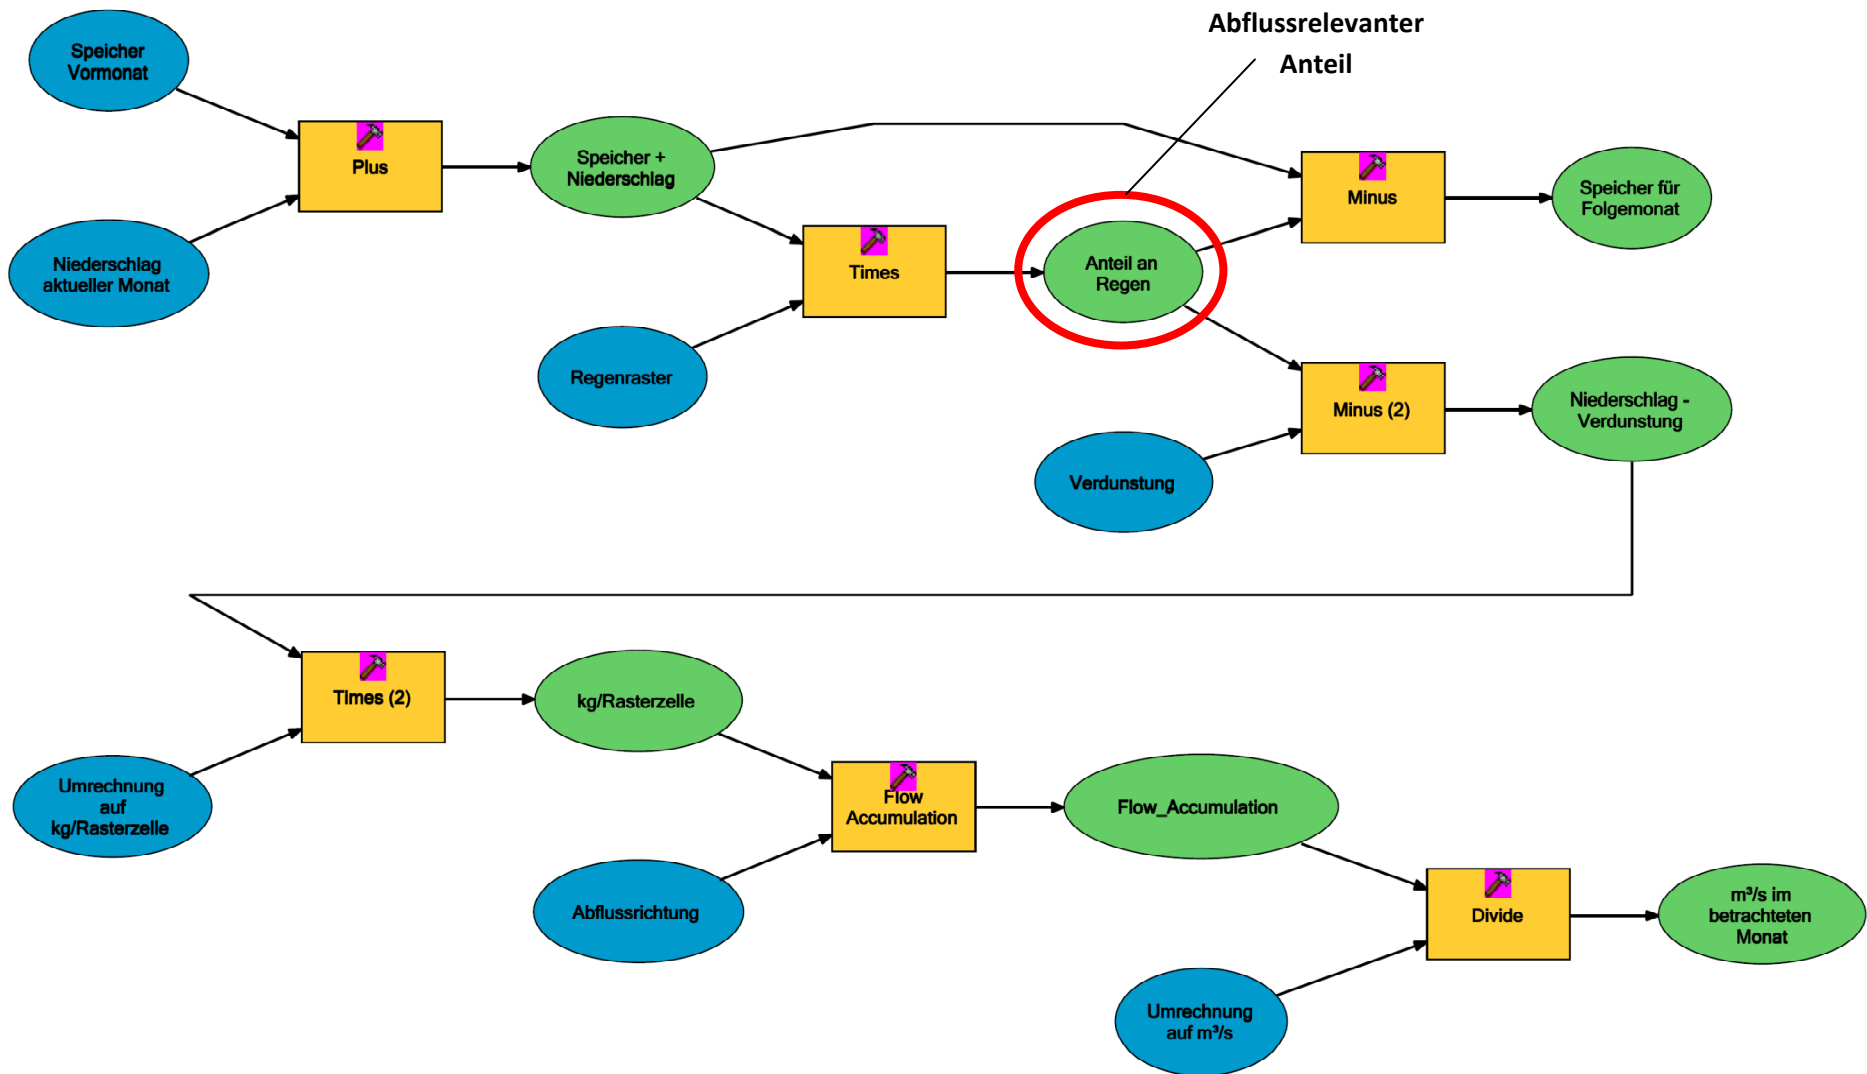 Abflussrelevanter
Anteil
Speicher
Vormonat
Plus
Speicher +
Niederschlag
Minus
Speicher für
Folgemonat
Niederschlag
aktueller Monat
Times
Anteil an
Regen
Regenraster
Minus (2)
Niederschlag -
Verdunstung
Verdunstung
Times (2)
kg/Rasterzelle
Umrechnung
auf
kg/Rasterzelle
Flow
Accumulation
Flow_Accumulation
Abflussrichtung
Divide
m³/s im
betrachteten
Monat
Umrechnung
auf m³/s